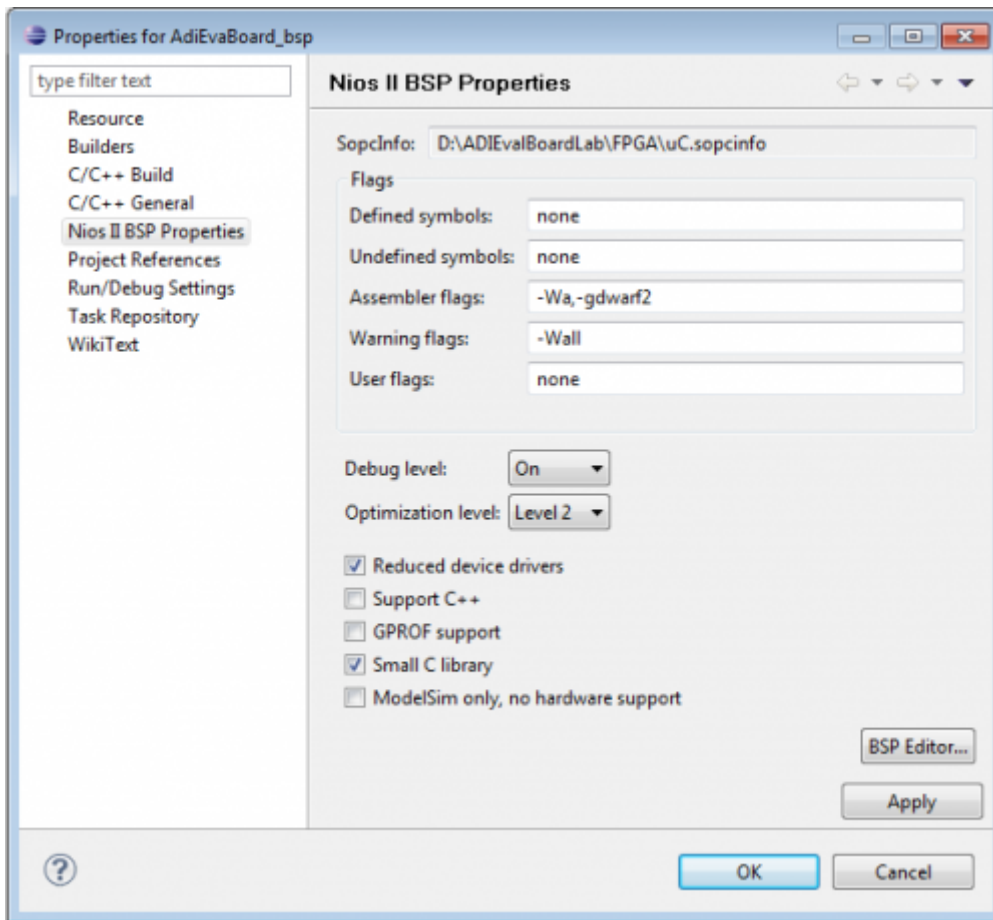 Properties for AdiEvaBoard_bsp
type filter text
Resource
Builders
C/C++ Build
C/C++ General
Nios II BSP Properties
Project References
Run/Debug Settings
Task Repository
WikiText
Nios II BSP Properties
SopcInfo: D:\ADIEvalBoardLab\FPGA\uC.sopcinfo
Flags
Defined symbols: none
Undefined symbols: none
Assembler flags: -Wa,-gdwarf2
Warning flags: -Wall
User flags: none
Debug level: On
Optimization level: Level 2
Reduced device drivers
Support C++
GPROF support
Small C library
ModelSim only, no hardware support
BSP Editor...
Apply
OK Cancel